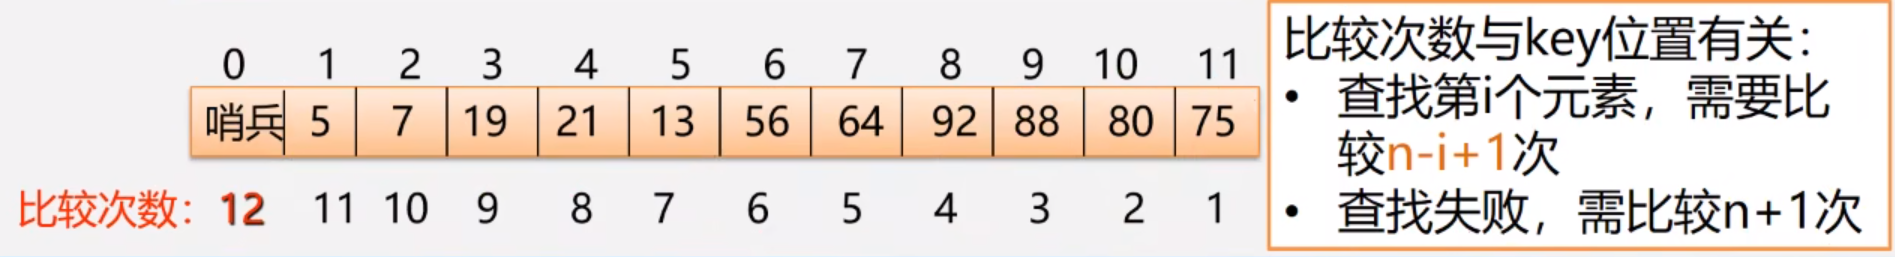 0 1 2 3 4 5 6 7 8 9 10 11
哨兵 5 7 19 21 13 56 64 92 88 80 75
比较次数：12 11 10 9 8 7 6 5 4 3 2 1
比较次数与key位置有关：
• 查找第i个元素，需要比
较n-i+1次
• 查找失败，需比较n+1次